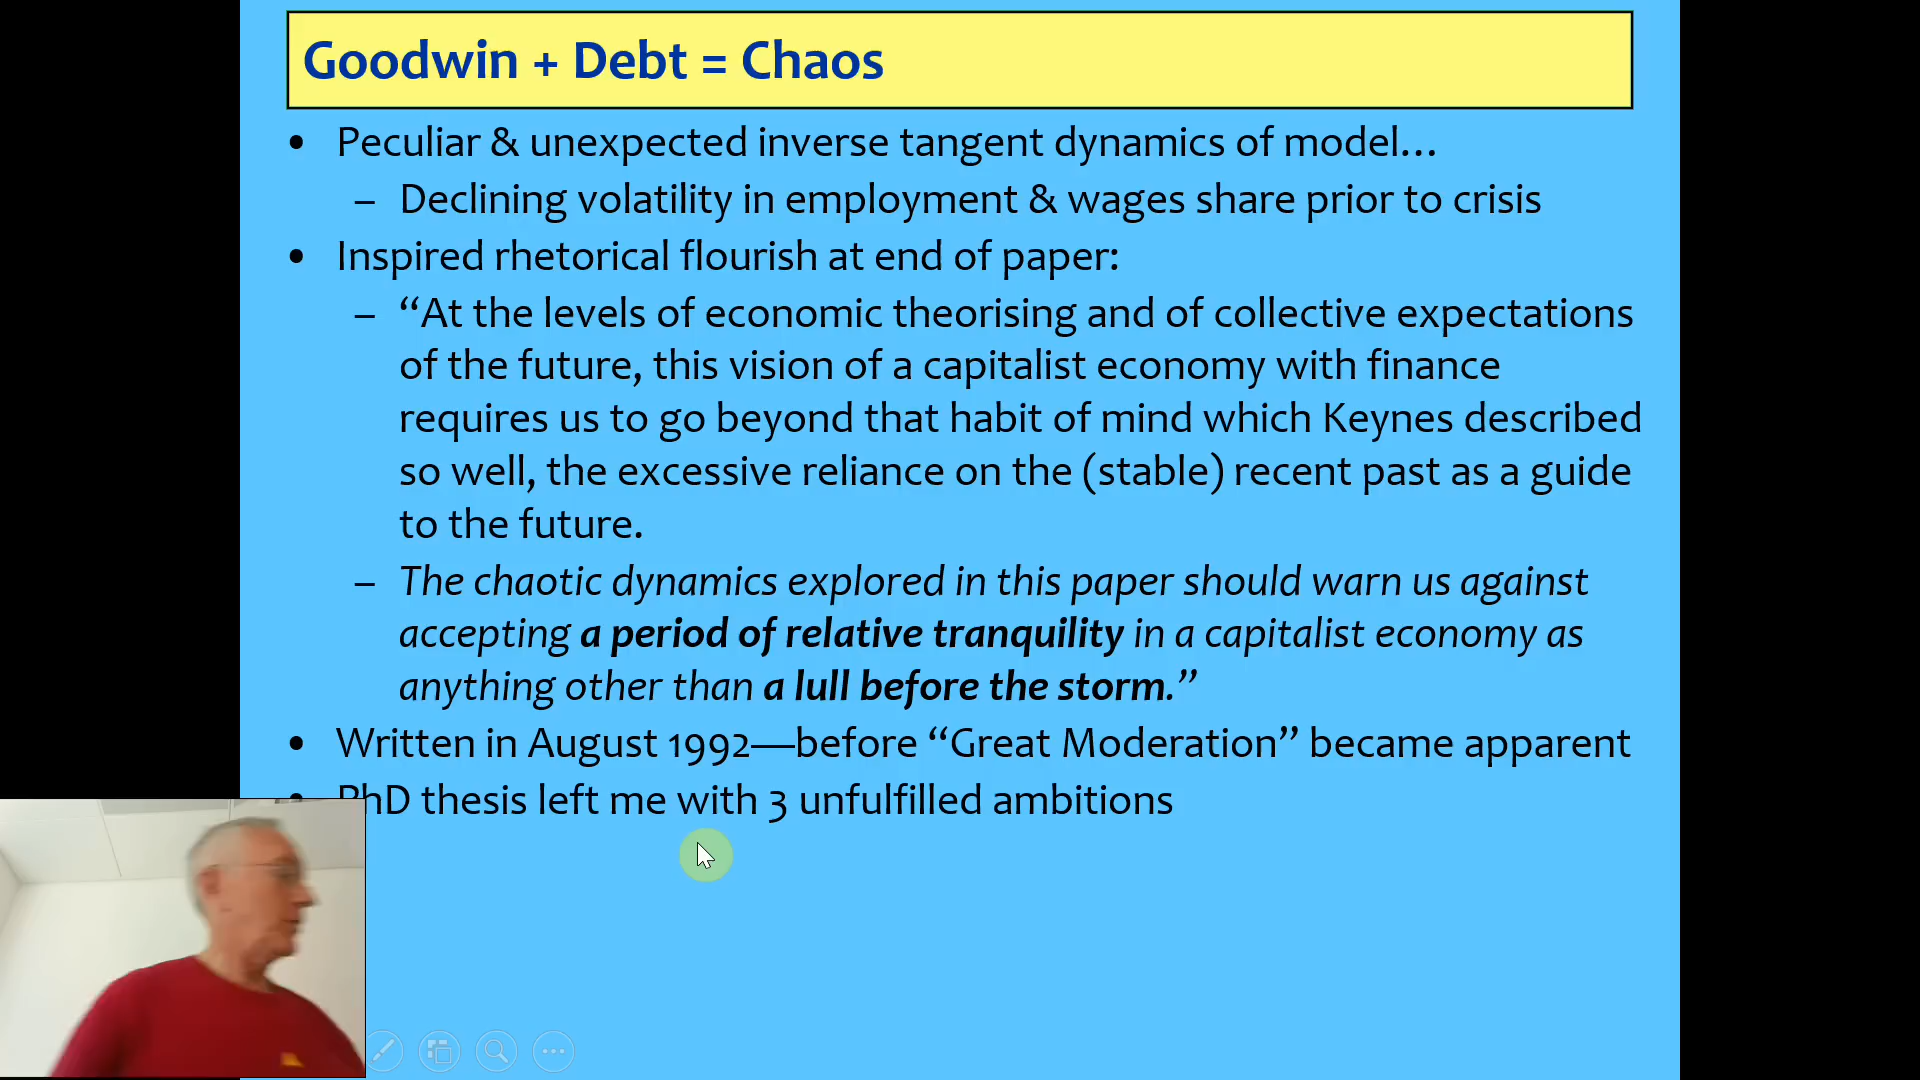 Goodwin + Debt = Chaos
• Peculiar & unexpected inverse tangent dynamics of model…
– Declining volatility in employment & wages share prior to crisis
• Inspired rhetorical flourish at end of paper:
– “At the levels of economic theorising and of collective expectations
of the future, this vision of a capitalist economy with finance
requires us to go beyond that habit of mind which Keynes described
so well, the excessive reliance on the (stable) recent past as a guide
to the future.
– The chaotic dynamics explored in this paper should warn us against
accepting a period of relative tranquility in a capitalist economy as
anything other than a lull before the storm.”
• Written in August 1992—before “Great Moderation” became apparent
• PhD thesis left me with 3 unfulfilled ambitions